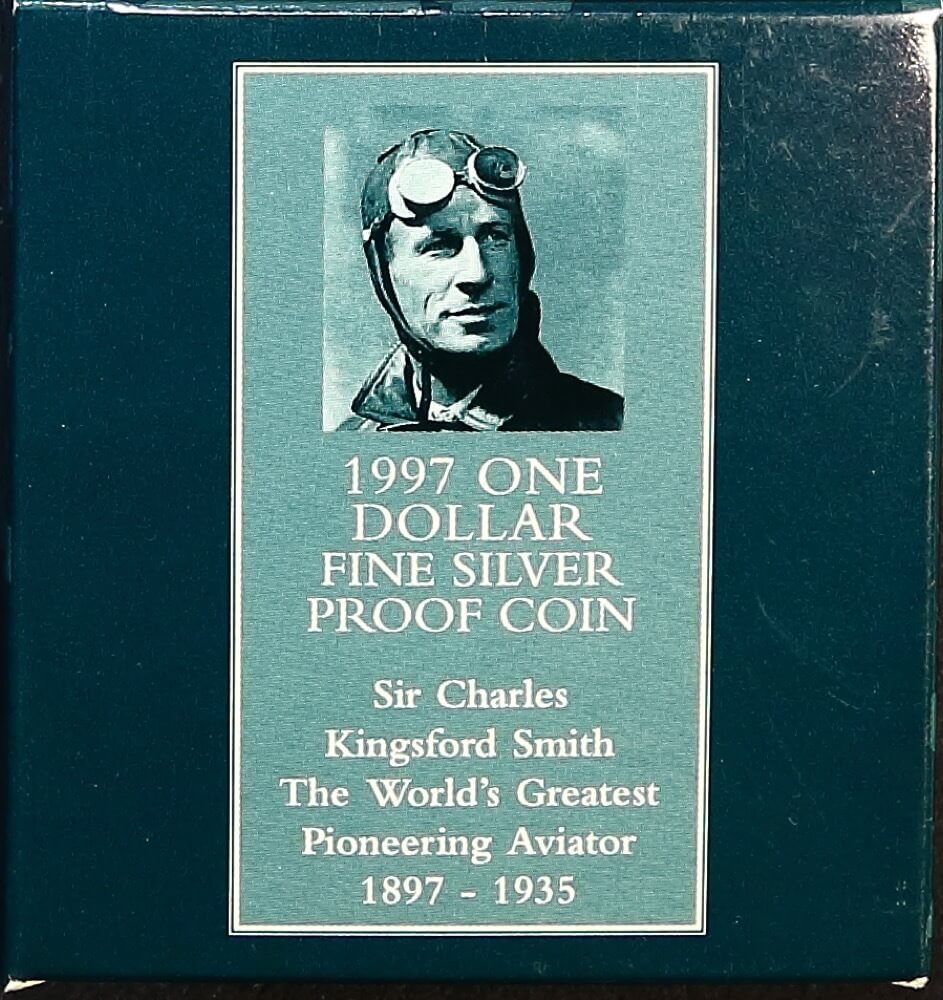 1997 ONE
DOLLAR
FINE SILVER
PROOF COIN
Sir Charles
Kingsford Smith
The World's Greatest
Pioneering Aviator
1897 - 1935